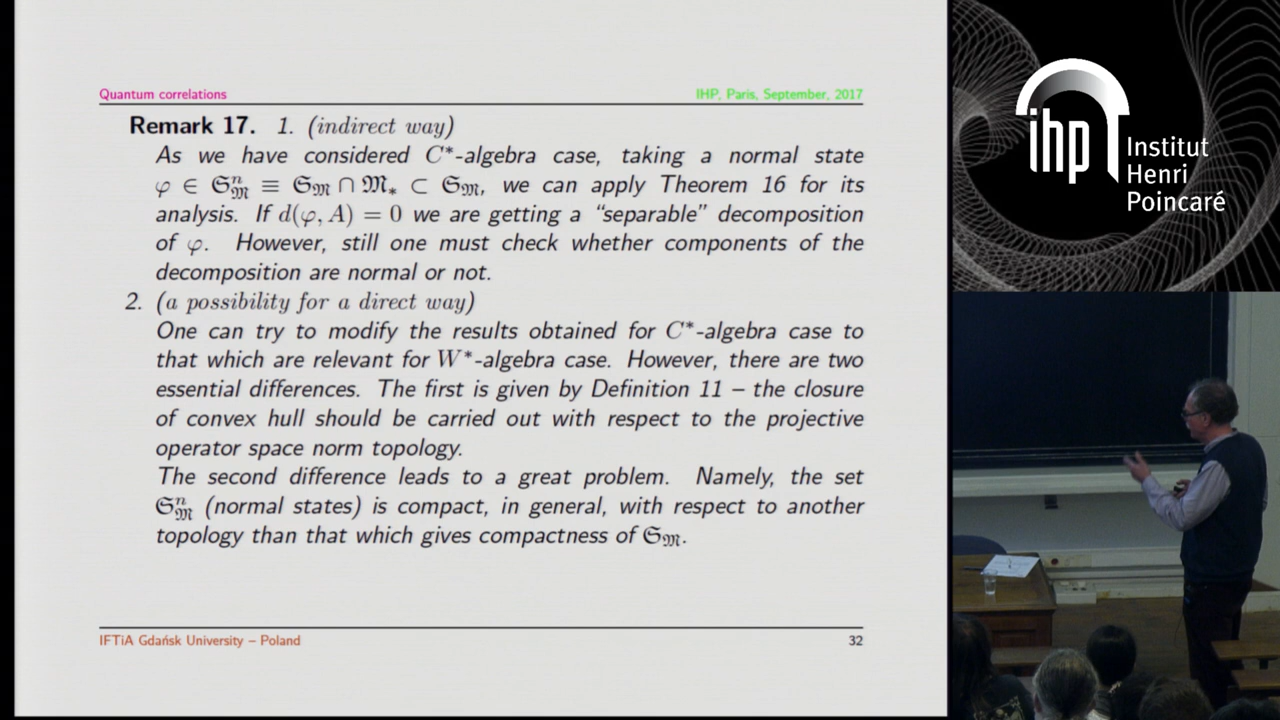 Quantum correlations
IHP, Paris, September, 2017
Remark 17. 1. (indirect way)
As we have considered C*-algebra case, taking a normal state
φ ∈ 𝔖ⁿ_𝔐 ≡ 𝔖_𝔐 ∩ 𝔐_* ⊂ 𝔖_𝔐, we can apply Theorem 16 for its
analysis. If d(φ, A) = 0 we are getting a “separable” decomposition
of φ. However, still one must check whether components of the
decomposition are normal or not.
2. (a possibility for a direct way)
One can try to modify the results obtained for C*-algebra case to
that which are relevant for W*-algebra case. However, there are two
essential differences. The first is given by Definition 11 – the closure
of convex hull should be carried out with respect to the projective
operator space norm topology.
The second difference leads to a great problem. Namely, the set
𝔖ⁿ_𝔐 (normal states) is compact, in general, with respect to another
topology than that which gives compactness of 𝔖_𝔐.
IFTiA Gdańsk University – Poland
32
ihp
Institut
Henri
Poincaré